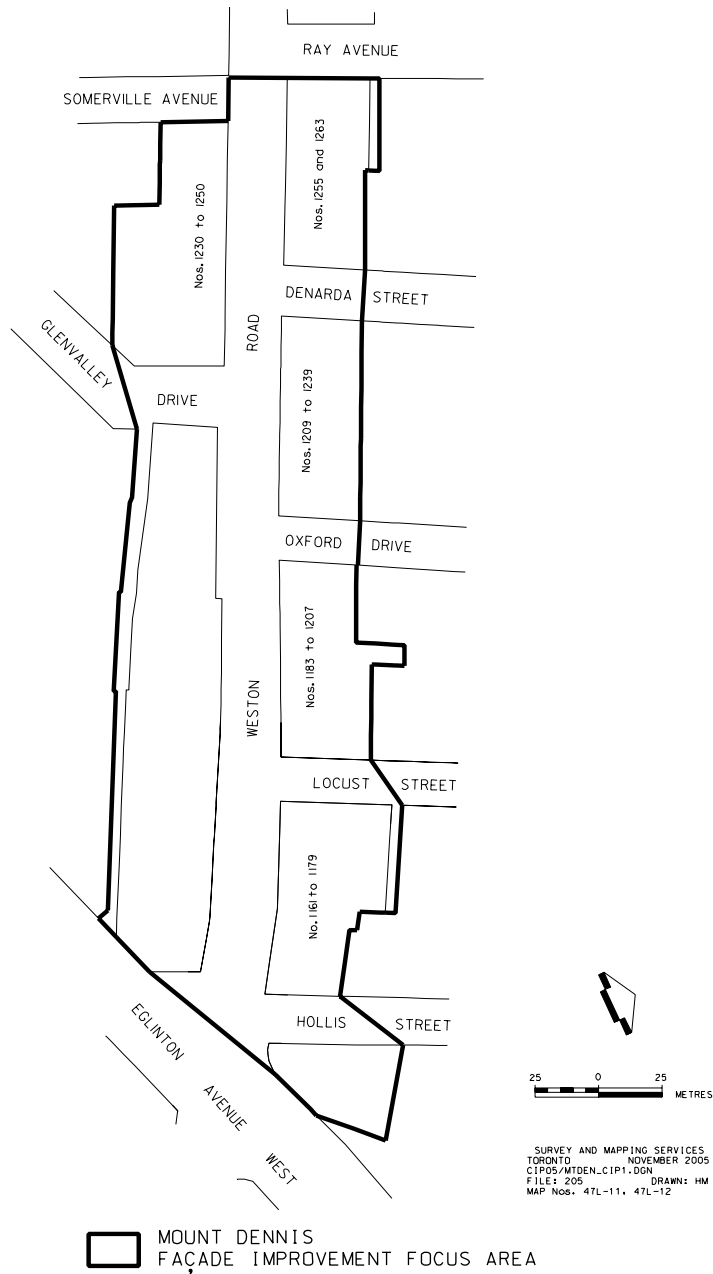 RAY AVENUE
SOMERVILLE AVENUE
Nos. 1255 and 1263
Nos. 1230 to 1250
DENARDA STREET
GLENVALLEY
DRIVE
ROAD
Nos. 1209 to 1239
OXFORD DRIVE
Nos. 1183 to 1207
WESTON
LOCUST STREET
No. 1161 to 1179
HOLLIS STREET
EGLINTON
AVENUE
WEST
25 0 25
METRES
SURVEY AND MAPPING SERVICES
TORONTO NOVEMBER 2005
CIP05/MTDEN_CIP1.DGN
FILE: 205 DRAWN: HM
MAP Nos. 47L-11, 47L-12
MOUNT DENNIS
FAÇADE IMPROVEMENT FOCUS AREA